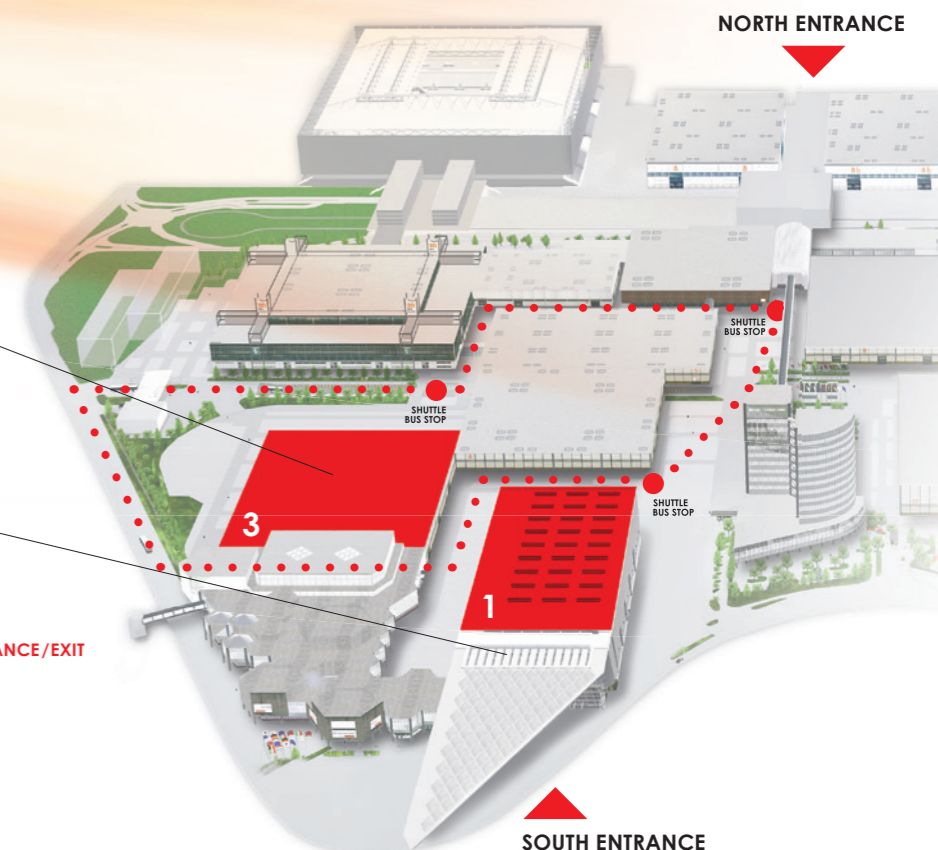 NORTH ENTRANCE
SHUTTLE
BUS STOP
SHUTTLE
BUS STOP
SHUTTLE
BUS STOP
3
1
ANCE/EXIT
SOUTH ENTRANCE